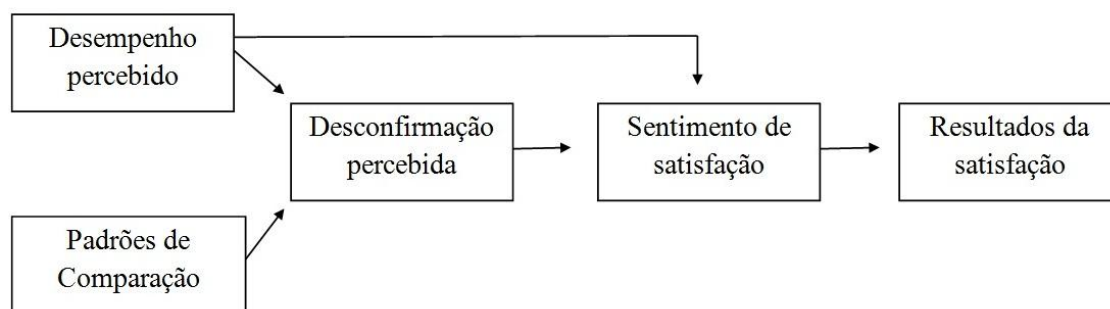 Desempenho
percebido
Desconfirmação
percebida
Sentimento de
satisfação
Resultados da
satisfação
Padrões de
Comparação